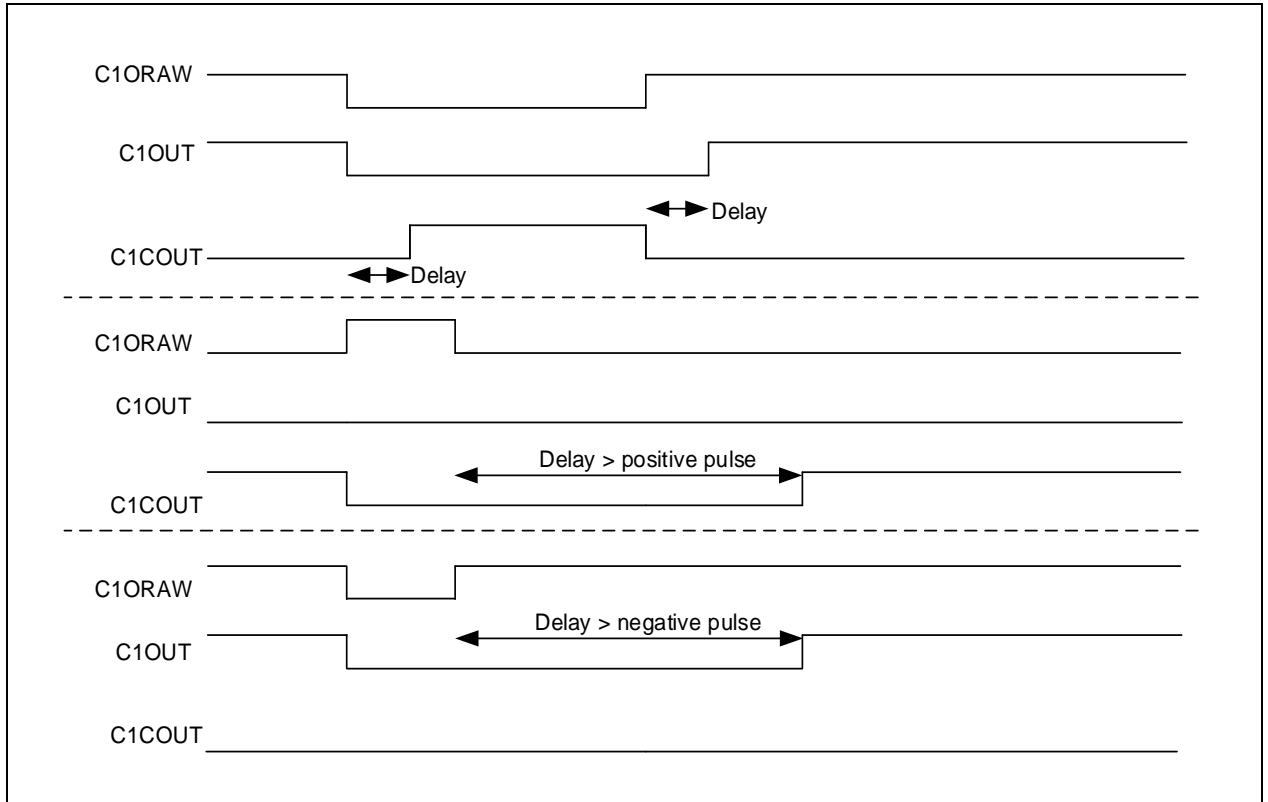 C1ORAW
C1OUT
Delay
C1COUT
Delay
C1ORAW
C1OUT
Delay > positive pulse
C1COUT
C1ORAW
Delay > negative pulse
C1OUT
C1COUT